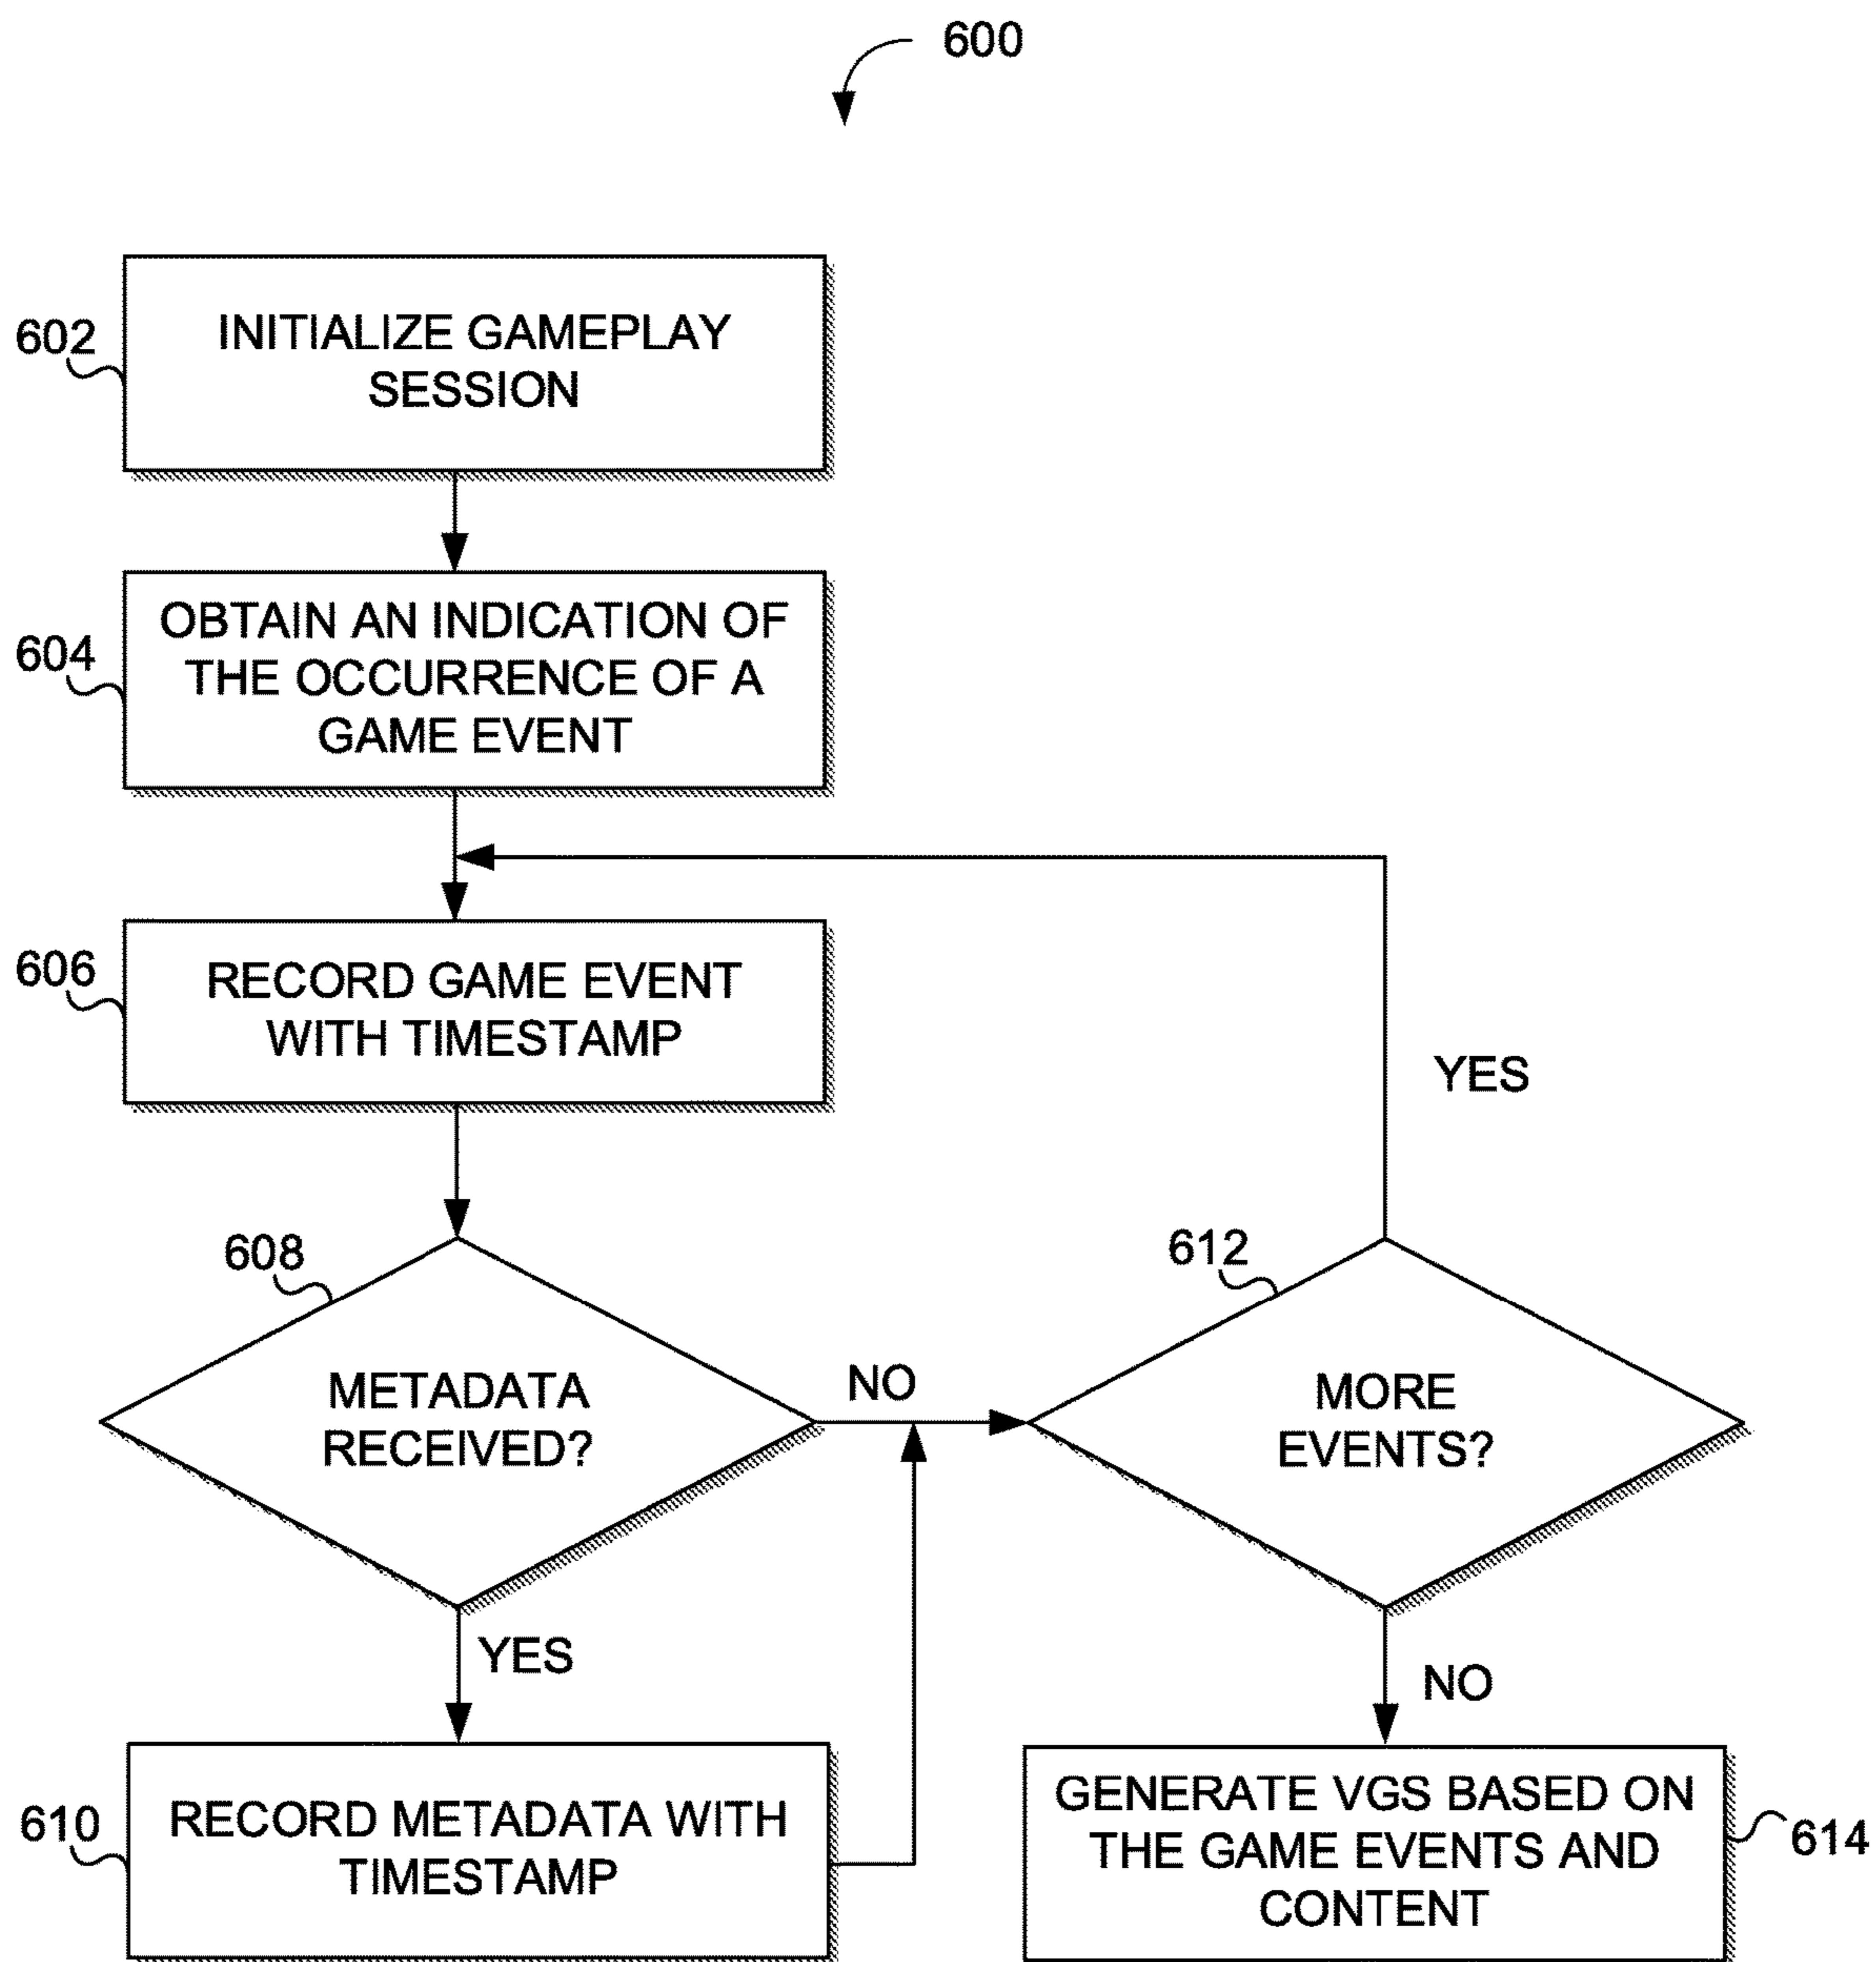 600
602
INITIALIZE GAMEPLAY
SESSION
604
OBTAIN AN INDICATION OF
THE OCCURRENCE OF A
GAME EVENT
606
RECORD GAME EVENT
WITH TIMESTAMP
YES
608
METADATA
RECEIVED?
NO
612
MORE
EVENTS?
YES
NO
610
RECORD METADATA WITH
TIMESTAMP
GENERATE VGS BASED ON
THE GAME EVENTS AND
CONTENT
614